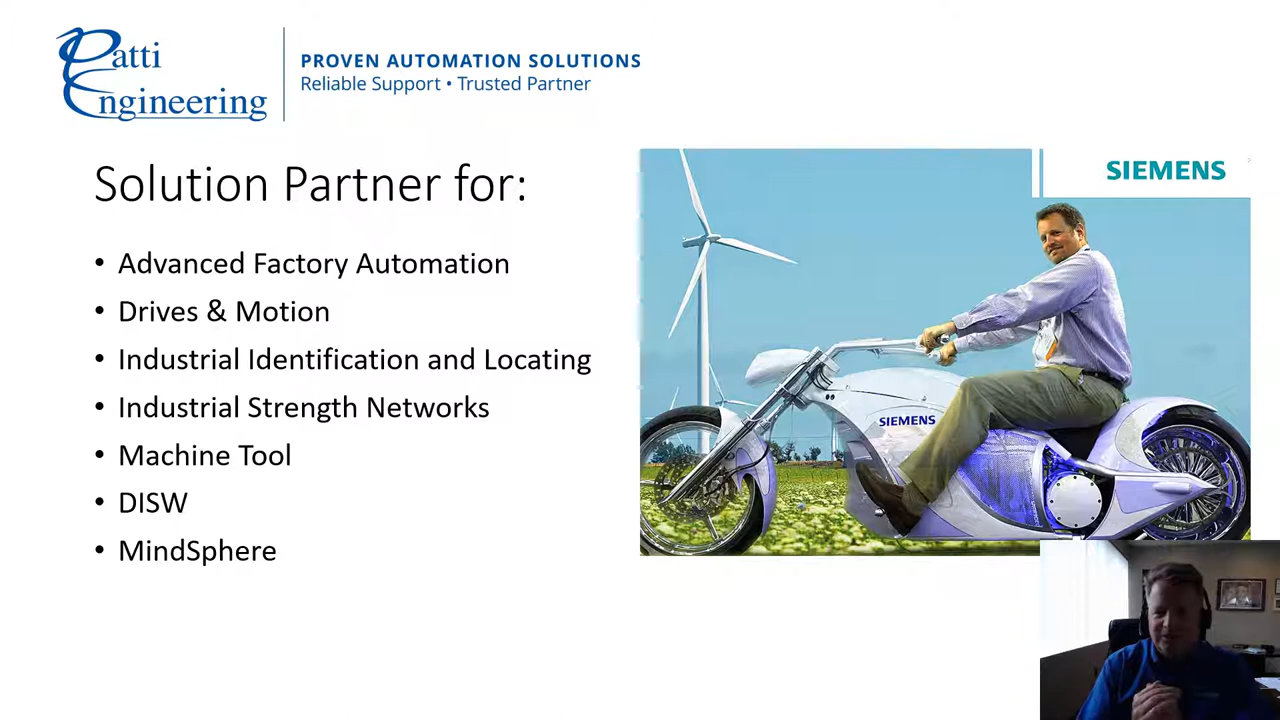 Patti
Engineering
PROVEN AUTOMATION SOLUTIONS
Reliable Support • Trusted Partner
Solution Partner for:
• Advanced Factory Automation
• Drives & Motion
• Industrial Identification and Locating
• Industrial Strength Networks
• Machine Tool
• DISW
• MindSphere
SIEMENS
SIEMENS